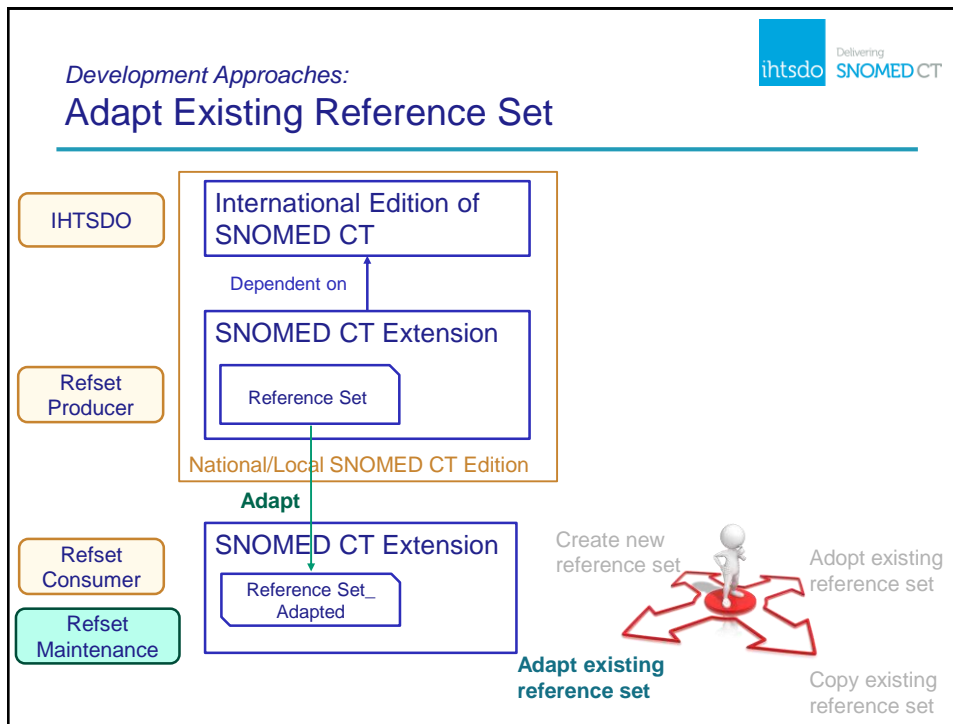 Development Approaches:
Adapt Existing Reference Set
ihtsdo
Delivering
SNOMED CT
IHTSDO
International Edition of
SNOMED CT
Dependent on
SNOMED CT Extension
Refset
Producer
Reference Set
National/Local SNOMED CT Edition
Adapt
Refset
Consumer
SNOMED CT Extension
Reference Set_
Adapted
Refset
Maintenance
Create new
reference set
Adopt existing
reference set
Adapt existing
reference set
Copy existing
reference set